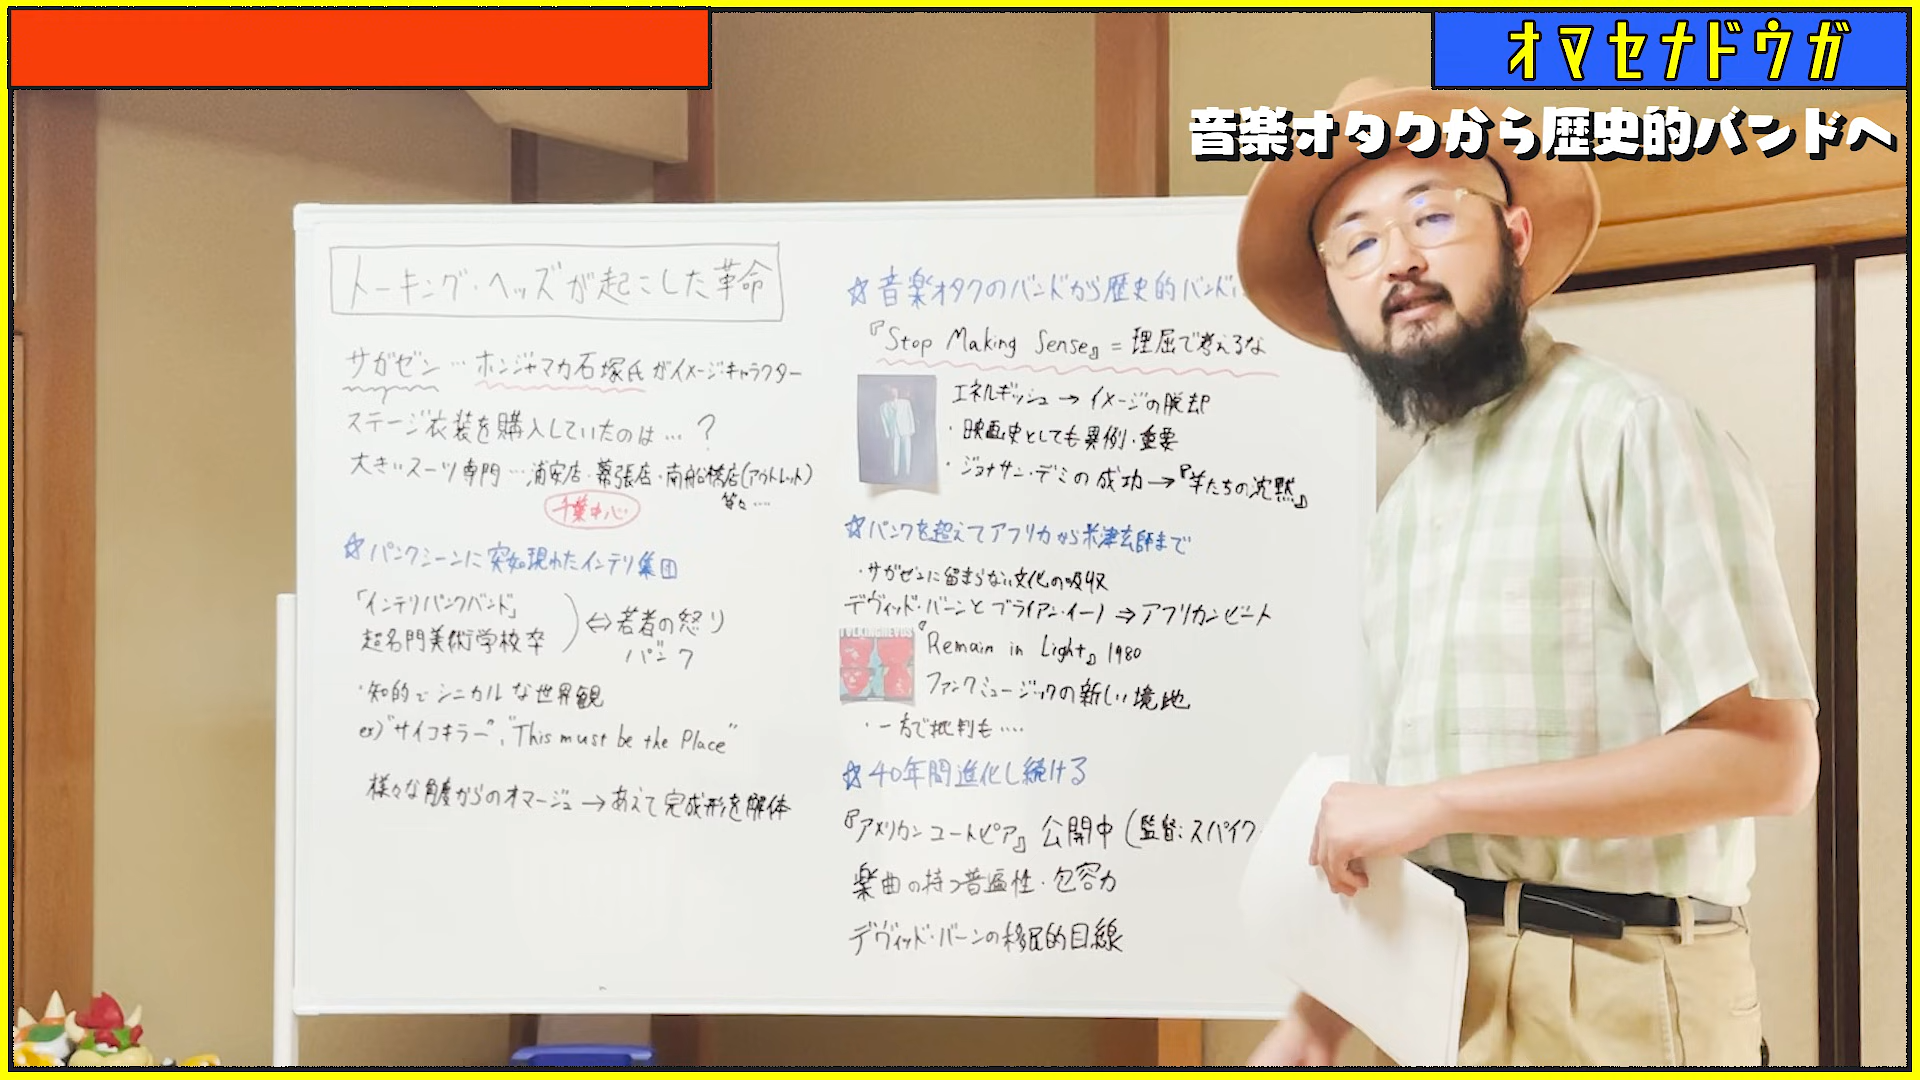 オマセナドウガ
音楽オタクから歴史的バンドへ
トーキング・ヘッズが起こした革命
サガゼン…ホンジャマカ石塚氏がイメージキャラクター
ステージ衣装を購入していたのは…?
大きいスーツ専門…浦安店・幕張店・南船橋店(アウトレット)
等々….
千葉中心
☆パンクシーンに突如現れたインテリ集団
「インテリパンクバンド」
超名門美術学校卒
⇔若者の怒り
パンク
・知的でシニカルな世界観
ex)"サイコキラー"、"This must be the Place"
様々な角度からのオマージュ→あえて完成形を解体
☆音楽オタクのバンドから歴史的バンド
『Stop Making Sense』=理屈で考えるな
エネルギッシュ→イメージの脱却
・映画史としても異例・重要
・ジョナサン・デミの成功→『羊たちの沈黙』
☆パンクを超えてアフリカから米津玄師まで
・サガゼンに留まらない文化の吸収
デヴィッド・バーンとブライアン・イーノ⇒アフリカンビート
TALKING HEADS
『Remain in Light』1980
ファンクミュージックの新しい境地
・一方で批判も….
☆40年間進化し続ける
『アメリカンユートピア』公開中(監督:スパイク
楽曲の持つ普遍性・包容力
デヴィッド・バーンの移民的目線